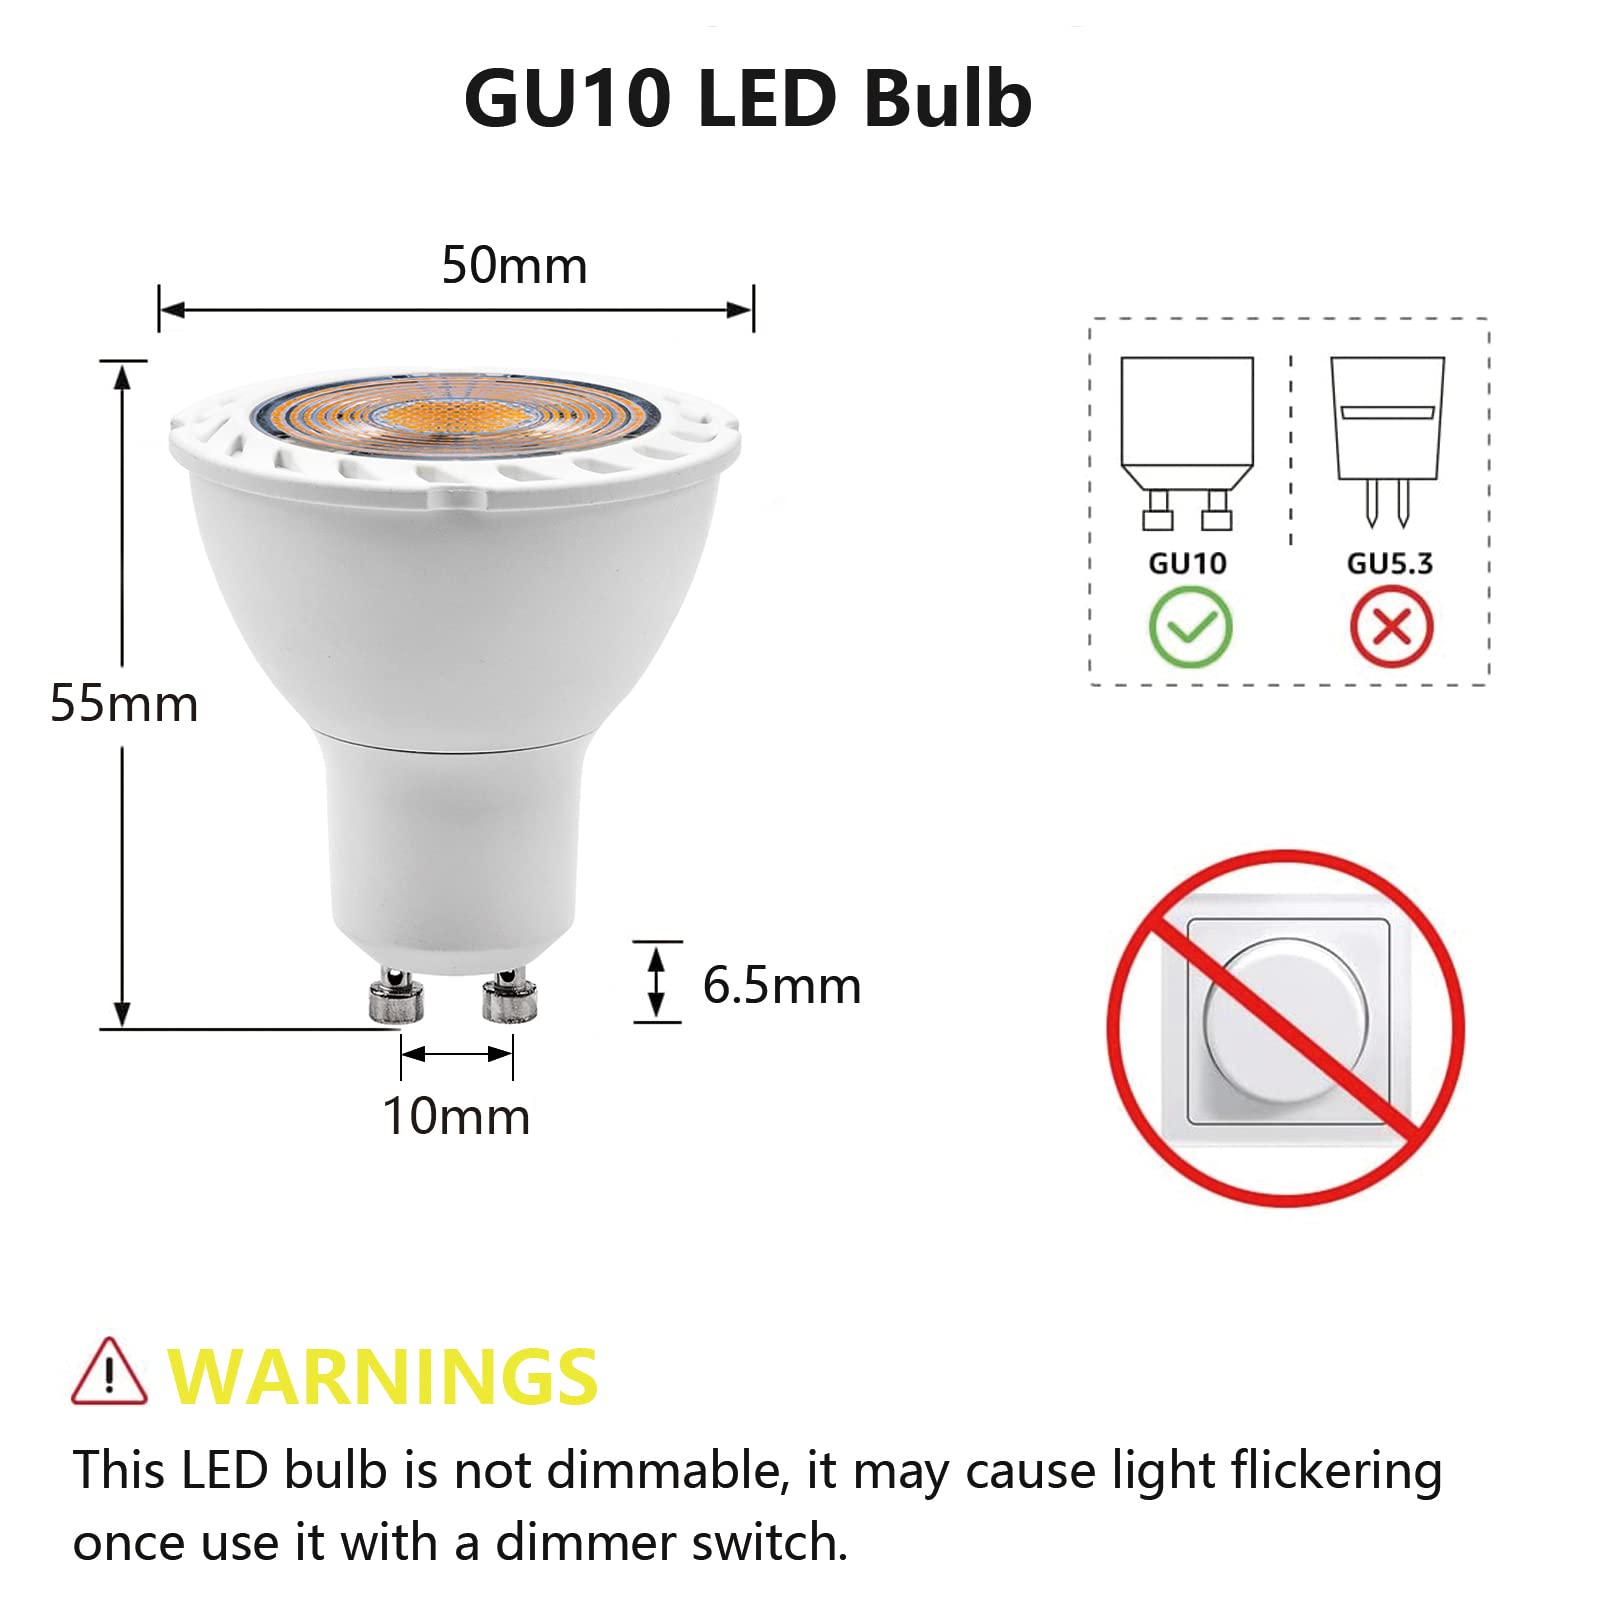 GU10 LED Bulb
50mm
55mm
6.5mm
10mm
GU10
GU5.3
WARNINGS
This LED bulb is not dimmable, it may cause light flickering
once use it with a dimmer switch.